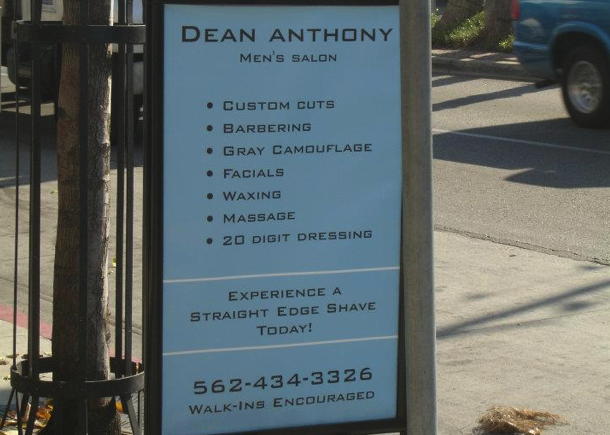 Dean Anthony
Men's Salon
• Custom cuts
• Barbering
• Gray Camouflage
• Facials
• Waxing
• Massage
• 20 digit dressing
Experience a
Straight Edge Shave
Today!
562-434-3326
Walk-Ins Encouraged